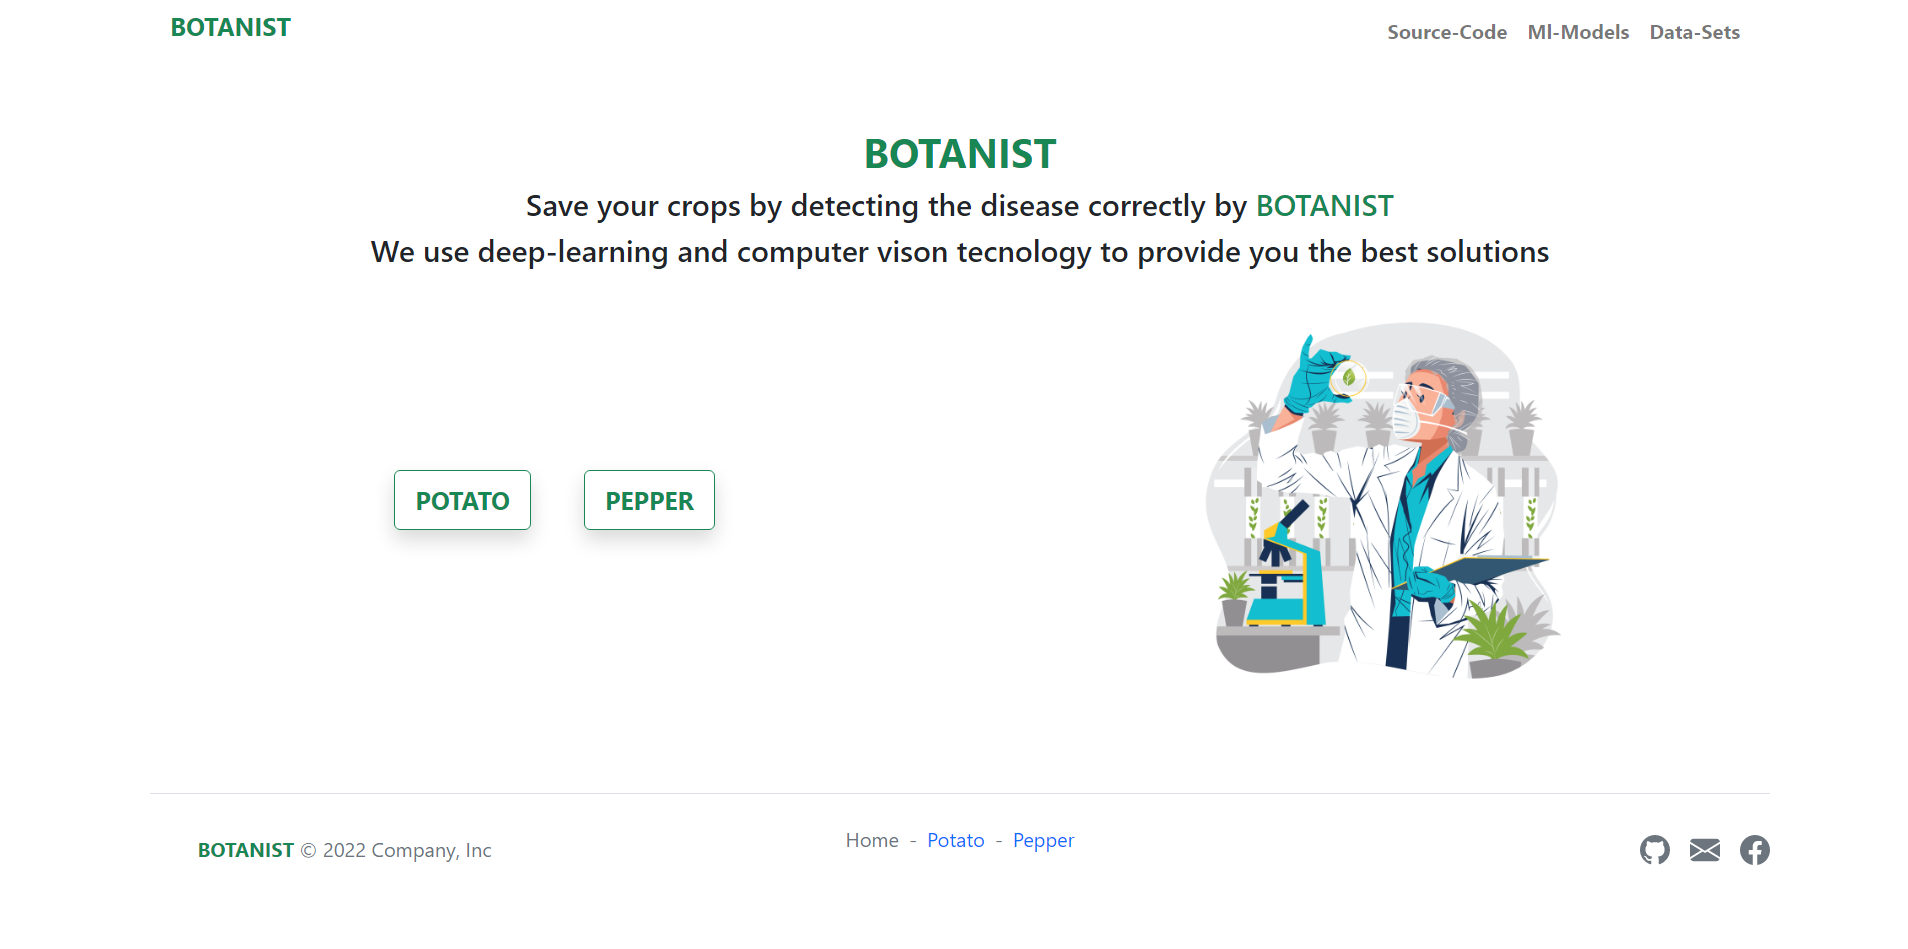 BOTANIST
Source-Code Ml-Models Data-Sets
BOTANIST
Save your crops by detecting the disease correctly by BOTANIST
We use deep-learning and computer vison tecnology to provide you the best solutions
POTATO PEPPER
BOTANIST © 2022 Company, Inc
Home - Potato - Pepper